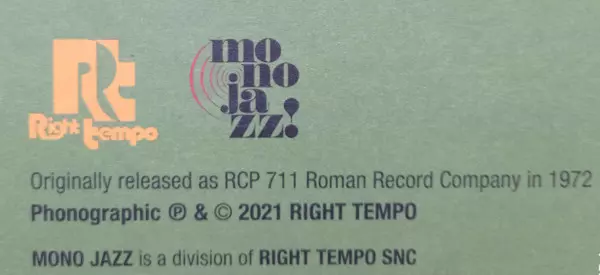 Rt
Right tempo
mo
no
ja
zz!
Originally released as RCP 711 Roman Record Company in 1972
Phonographic ℗ & © 2021 RIGHT TEMPO
MONO JAZZ is a division of RIGHT TEMPO SNC